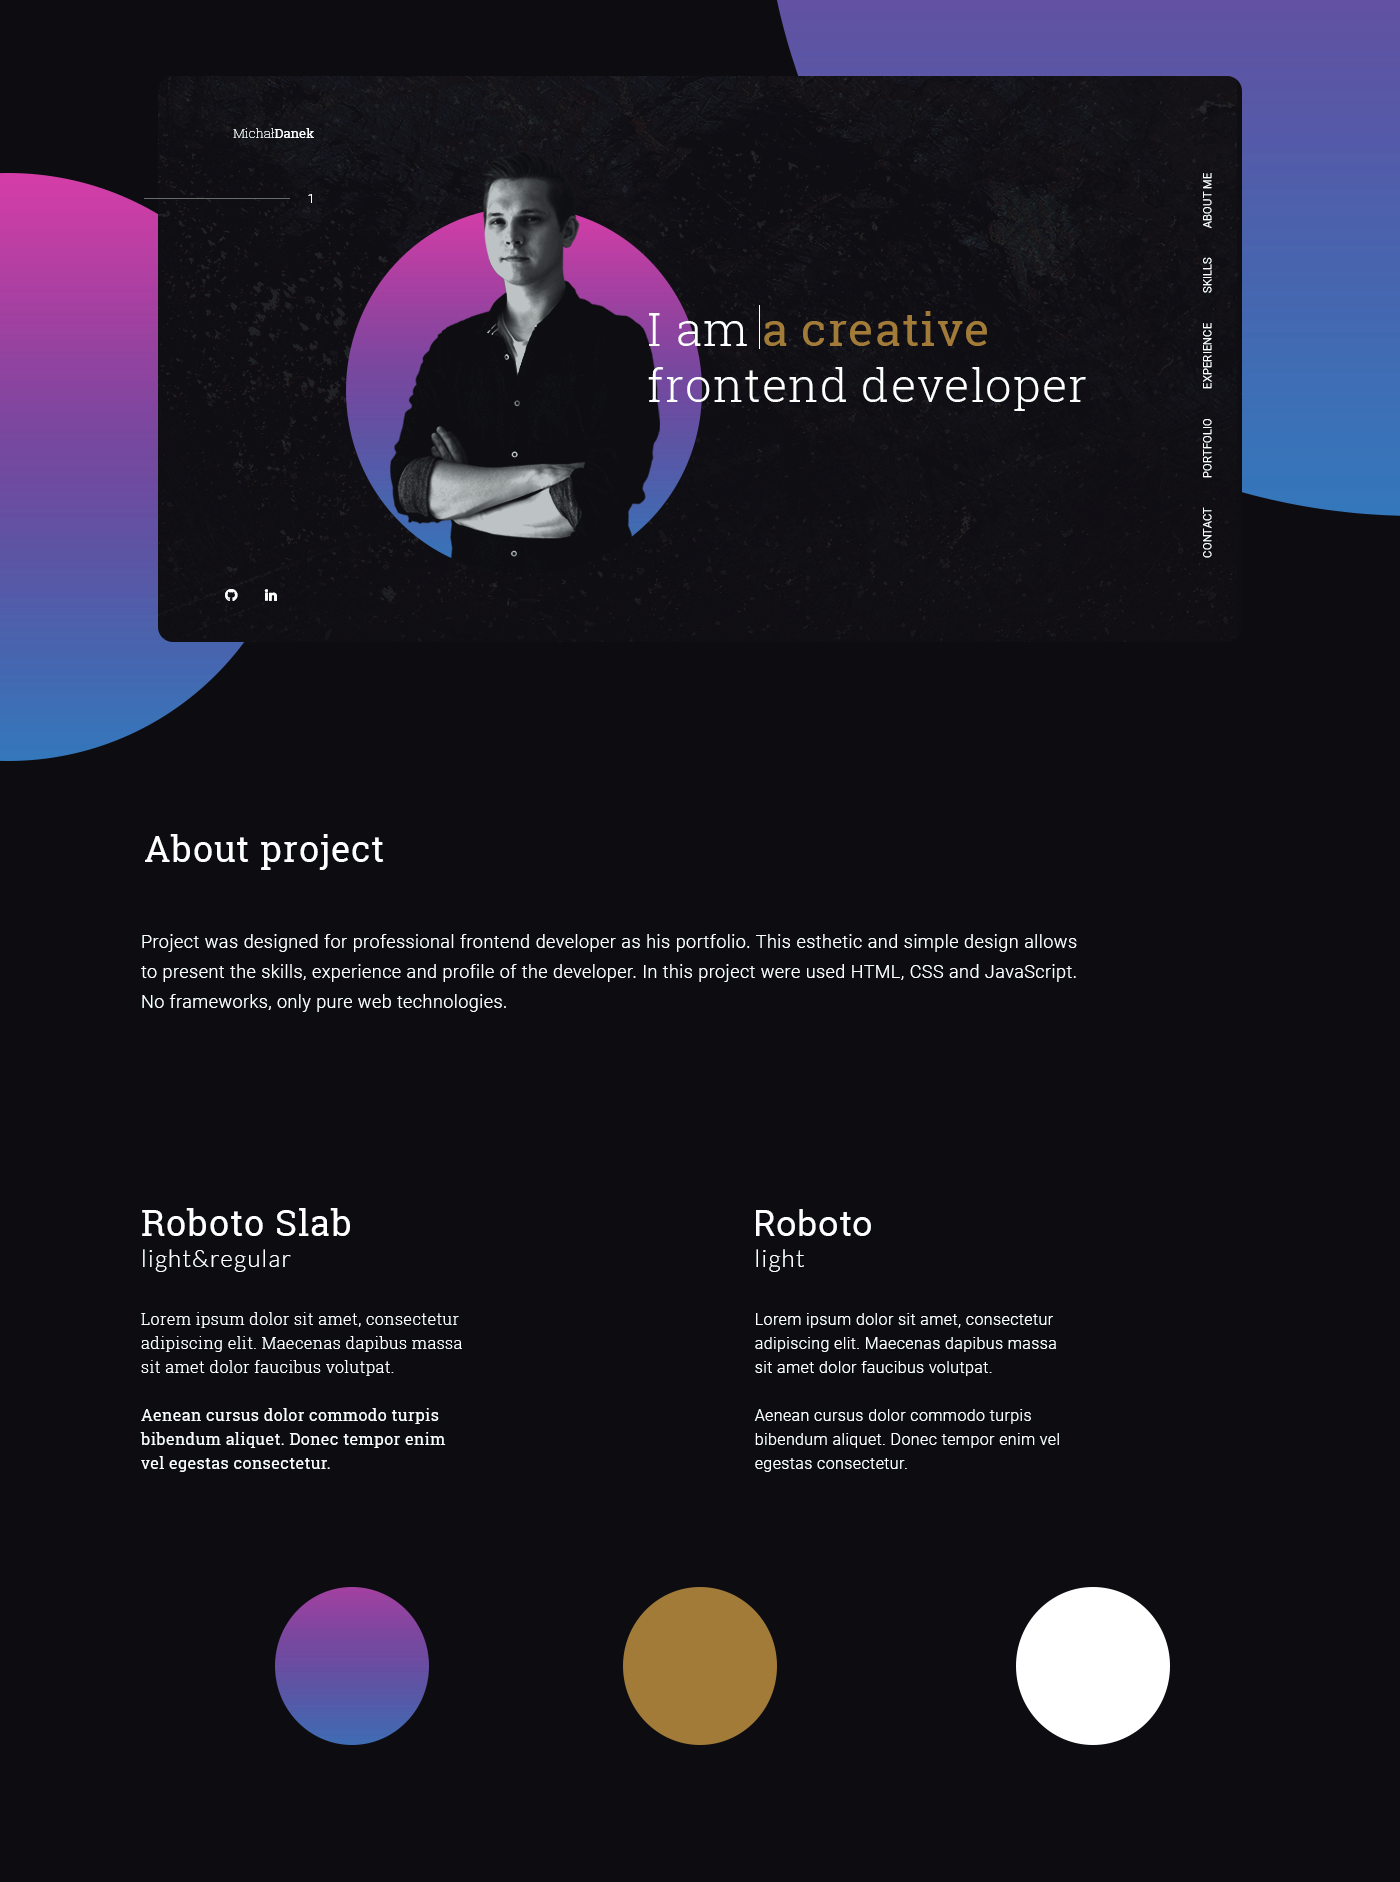 MichałDanek
1
I am a creative
frontend developer
ABOUT ME
SKILLS
EXPERIENCE
PORTFOLIO
CONTACT
in
About project
Project was designed for professional frontend developer as his portfolio. This esthetic and simple design allows
to present the skills, experience and profile of the developer. In this project were used HTML, CSS and JavaScript.
No frameworks, only pure web technologies.
Roboto Slab
light&regular
Lorem ipsum dolor sit amet, consectetur
adipiscing elit. Maecenas dapibus massa
sit amet dolor faucibus volutpat.
Aenean cursus dolor commodo turpis
bibendum aliquet. Donec tempor enim
vel egestas consectetur.
Roboto
light
Lorem ipsum dolor sit amet, consectetur
adipiscing elit. Maecenas dapibus massa
sit amet dolor faucibus volutpat.
Aenean cursus dolor commodo turpis
bibendum aliquet. Donec tempor enim vel
egestas consectetur.